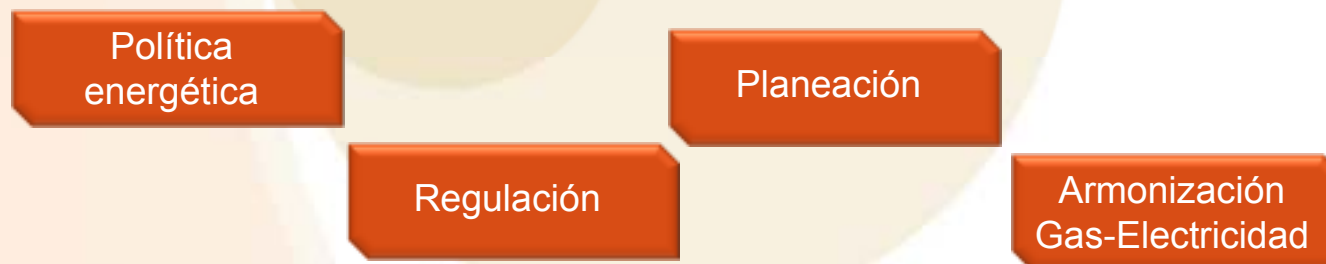 Política
energética
Regulación
Planeación
Armonización
Gas-Electricidad